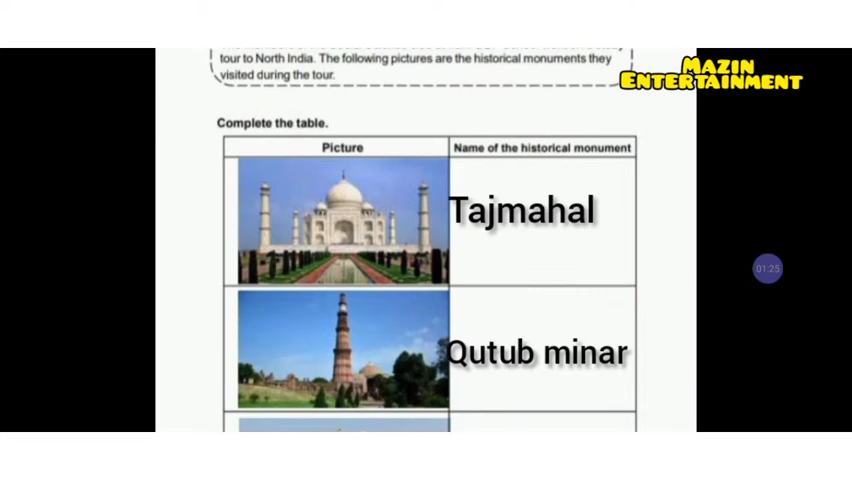 tour to North India. The following pictures are the historical monuments they
visited during the tour.
MAZIN
ENTERTAINMENT
Complete the table.
Picture
Name of the historical monument
Tajmahal
01:25
Qutub minar